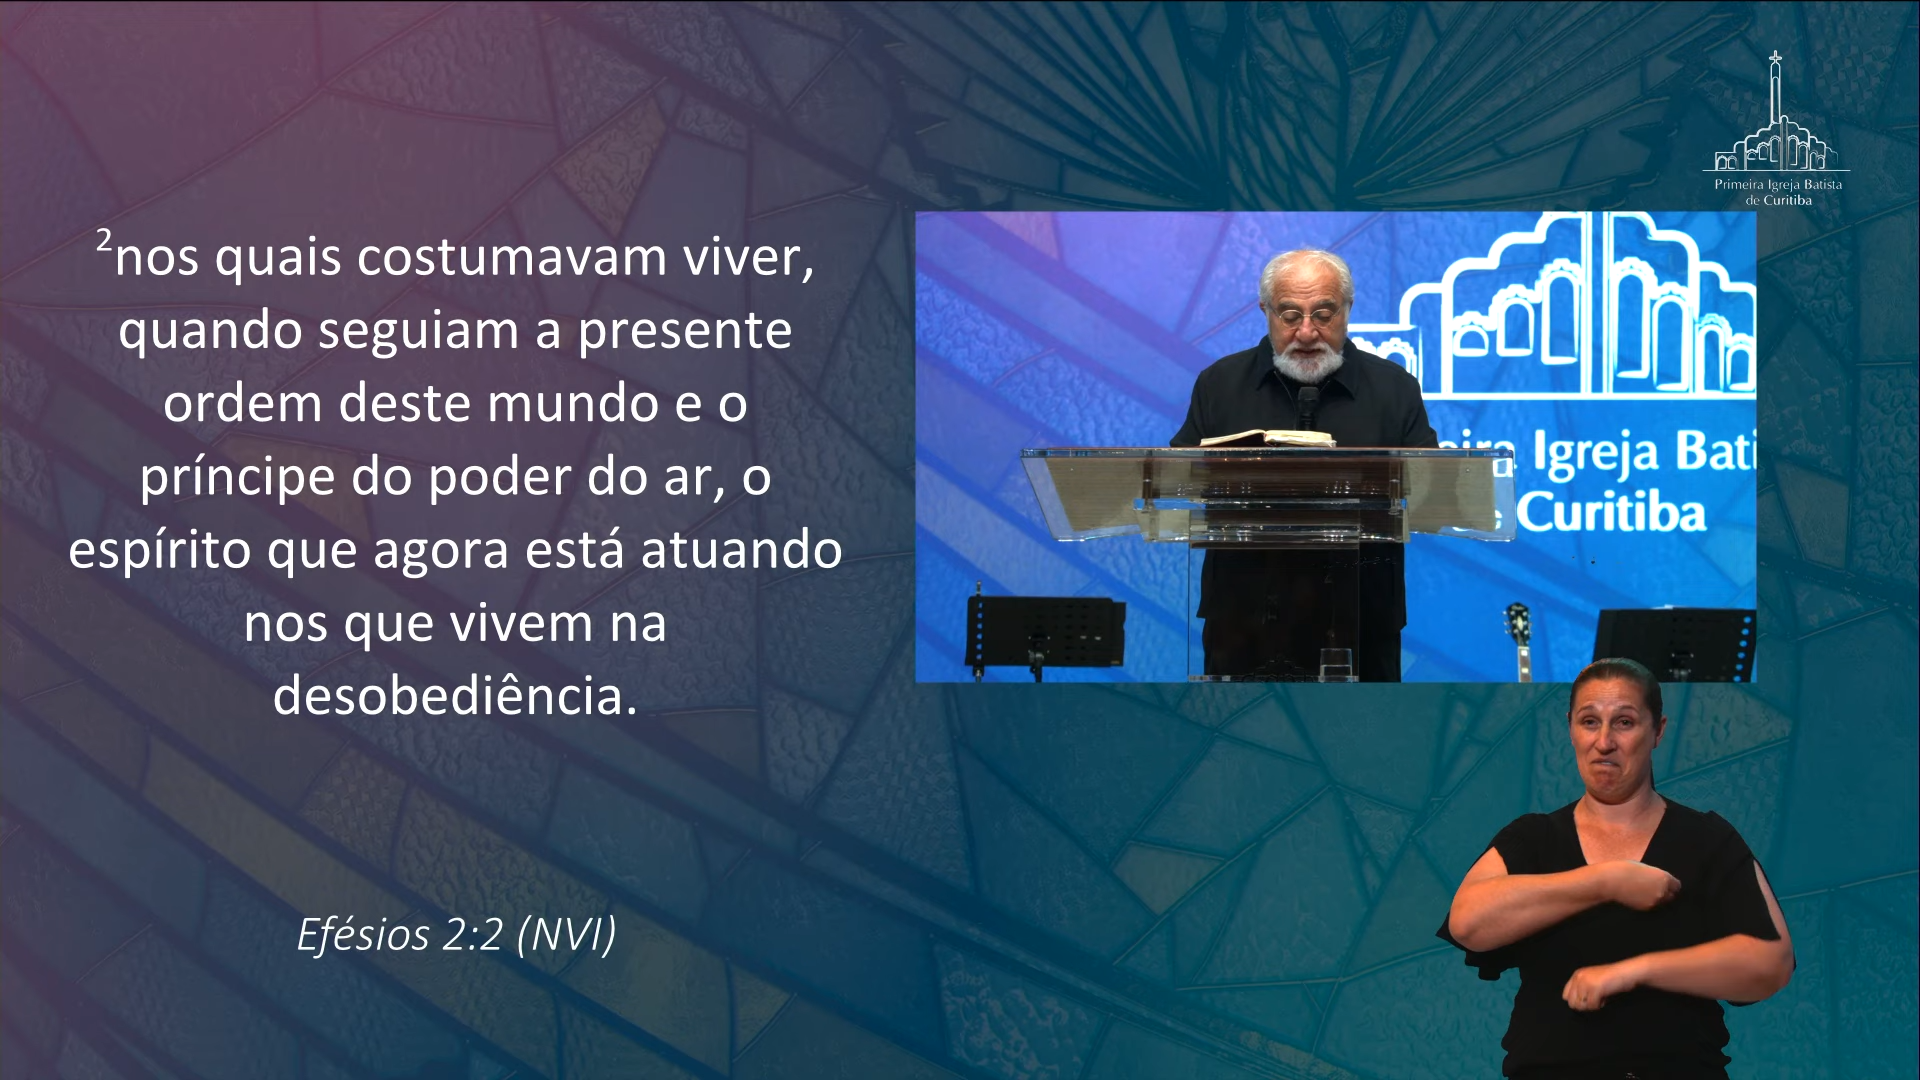 ²nos quais costumavam viver,
quando seguiam a presente
ordem deste mundo e o
príncipe do poder do ar, o
espírito que agora está atuando
nos que vivem na
desobediência.
Efésios 2:2 (NVI)
Primeira Igreja Batista
de Curitiba
Igreja
Curitiba